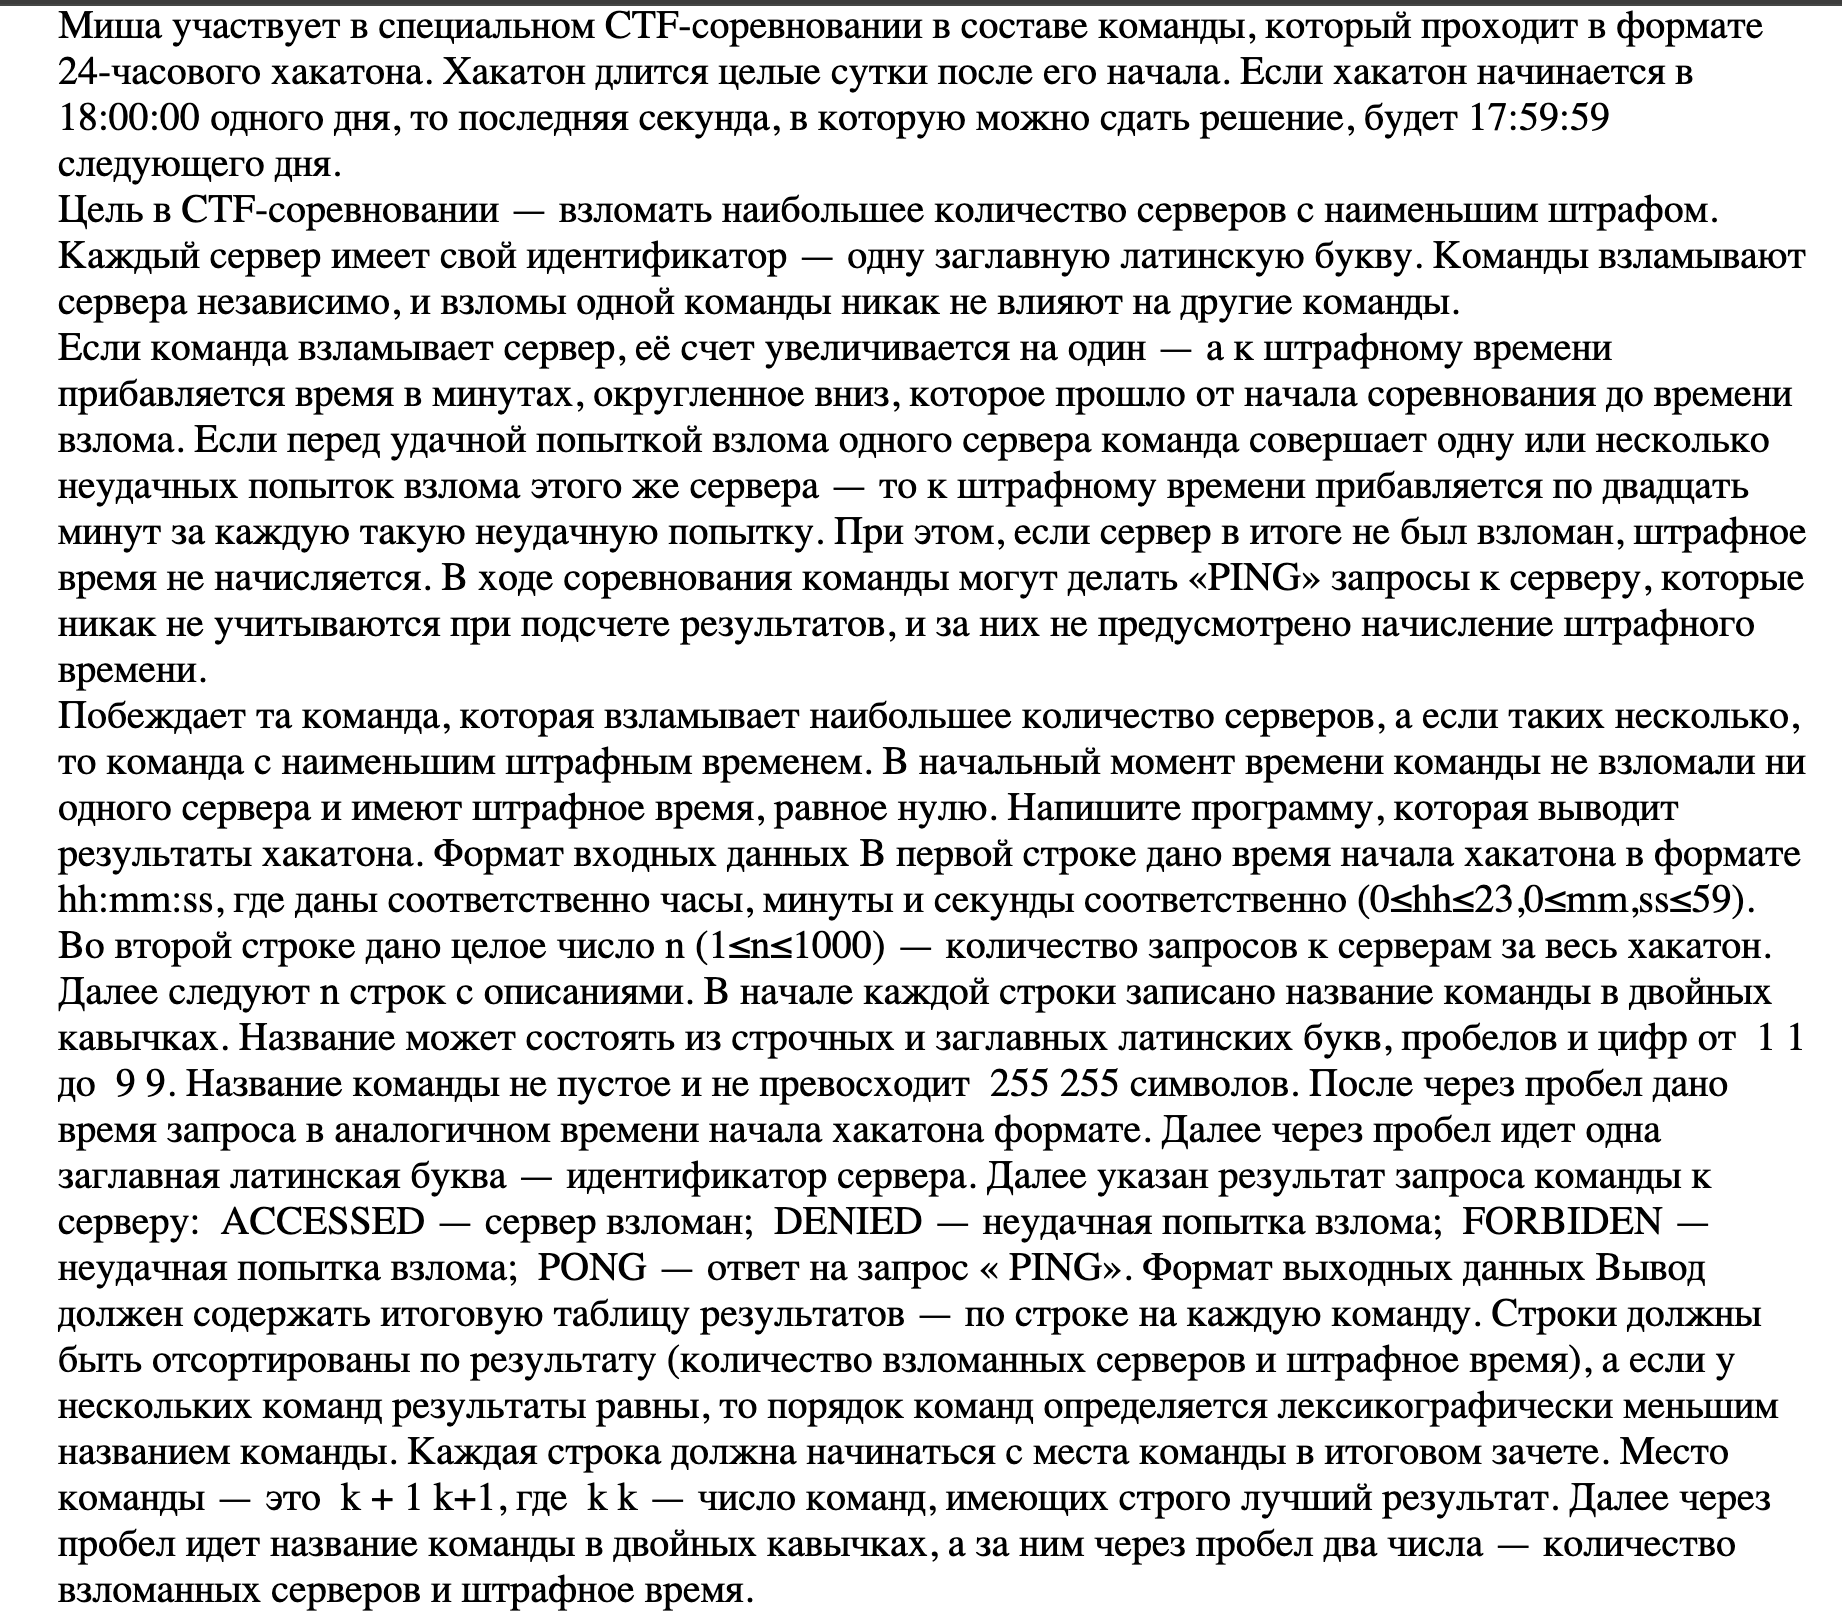 Миша участвует в специальном CTF-соревновании в составе команды, который проходит в формате
24-часового хакатона. Хакатон длится целые сутки после его начала. Если хакатон начинается в
18:00:00 одного дня, то последняя секунда, в которую можно сдать решение, будет 17:59:59
следующего дня.
Цель в CTF-соревновании — взломать наибольшее количество серверов с наименьшим штрафом.
Каждый сервер имеет свой идентификатор — одну заглавную латинскую букву. Команды взламывают
сервера независимо, и взломы одной команды никак не влияют на другие команды.
Если команда взламывает сервер, её счет увеличивается на один — а к штрафному времени
прибавляется время в минутах, округленное вниз, которое прошло от начала соревнования до времени
взлома. Если перед удачной попыткой взлома одного сервера команда совершает одну или несколько
неудачных попыток взлома этого же сервера — то к штрафному времени прибавляется по двадцать
минут за каждую такую неудачную попытку. При этом, если сервер в итоге не был взломан, штрафное
время не начисляется. В ходе соревнования команды могут делать «PING» запросы к серверу, которые
никак не учитываются при подсчете результатов, и за них не предусмотрено начисление штрафного
времени.
Побеждает та команда, которая взламывает наибольшее количество серверов, а если таких несколько,
то команда с наименьшим штрафным временем. В начальный момент времени команды не взломали ни
одного сервера и имеют штрафное время, равное нулю. Напишите программу, которая выводит
результаты хакатона. Формат входных данных В первой строке дано время начала хакатона в формате
hh:mm:ss, где даны соответственно часы, минуты и секунды соответственно (0≤hh≤23,0≤mm,ss≤59).
Во второй строке дано целое число n (1≤n≤1000) — количество запросов к серверам за весь хакатон.
Далее следуют n строк с описаниями. В начале каждой строки записано название команды в двойных
кавычках. Название может состоять из строчных и заглавных латинских букв, пробелов и цифр от 1 1
до 9 9. Название команды не пустое и не превосходит 255 255 символов. После через пробел дано
время запроса в аналогичном времени начала хакатона формате. Далее через пробел идет одна
заглавная латинская буква — идентификатор сервера. Далее указан результат запроса команды к
серверу: ACCESSED — сервер взломан; DENIED — неудачная попытка взлома; FORBIDEN —
неудачная попытка взлома; PONG — ответ на запрос « PING». Формат выходных данных Вывод
должен содержать итоговую таблицу результатов — по строке на каждую команду. Строки должны
быть отсортированы по результату (количество взломанных серверов и штрафное время), а если у
нескольких команд результаты равны, то порядок команд определяется лексикографически меньшим
названием команды. Каждая строка должна начинаться с места команды в итоговом зачете. Место
команды — это k + 1 k+1, где k k — число команд, имеющих строго лучший результат. Далее через
пробел идет название команды в двойных кавычках, а за ним через пробел два числа — количество
взломанных серверов и штрафное время.